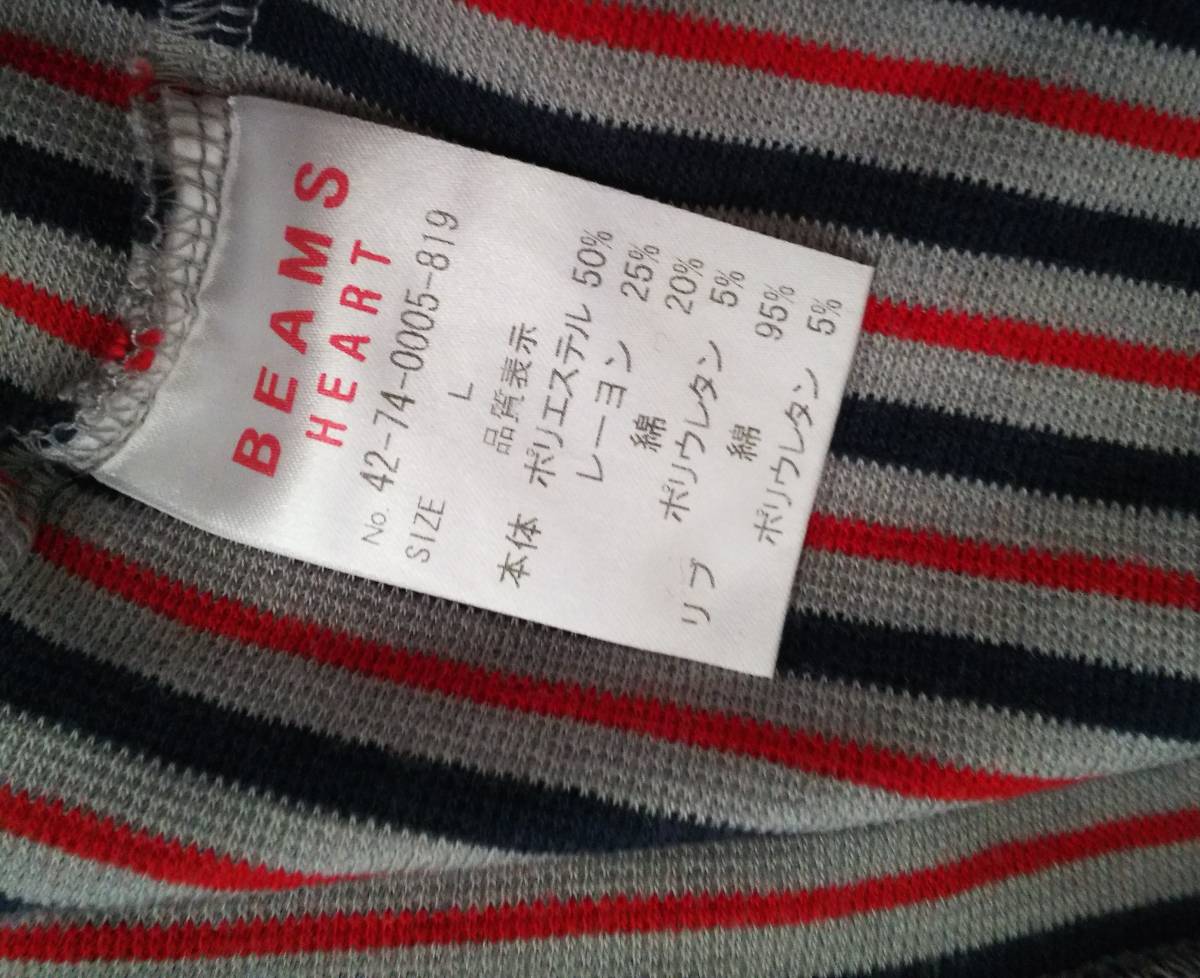 BEAMS
HEART
No. 42-74-0005-819
SIZE L
品質表示
本体 ポリエステル 50%
レーヨン 25%
綿 20%
ポリウレタン 5%
リブ 綿 95%
ポリウレタン 5%